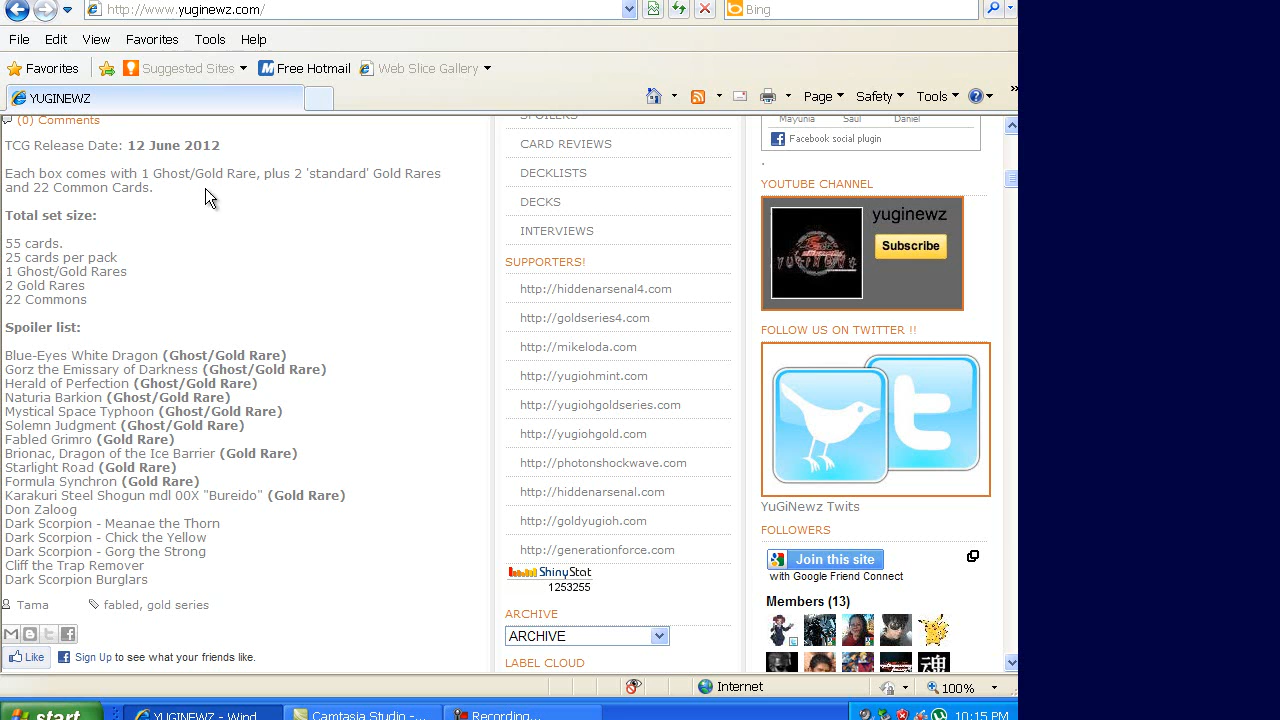 http://www.yuginewz.com/
Bing
File Edit View Favorites Tools Help
Favorites Suggested Sites Free Hotmail Web Slice Gallery
YUGINEWZ
Page Safety Tools
(0) Comments
TCG Release Date: 12 June 2012
Each box comes with 1 Ghost/Gold Rare, plus 2 'standard' Gold Rares
and 22 Common Cards.
Total set size:
55 cards.
25 cards per pack
1 Ghost/Gold Rares
2 Gold Rares
22 Commons
Spoiler list:
Blue-Eyes White Dragon (Ghost/Gold Rare)
Gorz the Emissary of Darkness (Ghost/Gold Rare)
Herald of Perfection (Ghost/Gold Rare)
Naturia Barkion (Ghost/Gold Rare)
Mystical Space Typhoon (Ghost/Gold Rare)
Solemn Judgment (Ghost/Gold Rare)
Fabled Grimro (Gold Rare)
Brionac, Dragon of the Ice Barrier (Gold Rare)
Starlight Road (Gold Rare)
Formula Synchron (Gold Rare)
Karakuri Steel Shogun mdl 00X "Bureido" (Gold Rare)
Don Zaloog
Dark Scorpion - Meanae the Thorn
Dark Scorpion - Chick the Yellow
Dark Scorpion - Gorg the Strong
Cliff the Trap Remover
Dark Scorpion Burglars
Tama fabled, gold series
Like Sign Up to see what your friends like.
SPOILERS
CARD REVIEWS
DECKLISTS
DECKS
INTERVIEWS
SUPPORTERS!
http://hiddenarsenal4.com
http://goldseries4.com
http://mikeloda.com
http://yugiohmint.com
http://yugiohgoldseries.com
http://yugiohgold.com
http://photonshockwave.com
http://hiddenarsenal.com
http://goldyugioh.com
http://generationforce.com
ShinyStat
1253255
ARCHIVE
ARCHIVE
LABEL CLOUD
Mayunia Saul Daniel
Facebook social plugin
.
YOUTUBE CHANNEL
yuginewz
Subscribe
FOLLOW US ON TWITTER !!
YuGiNewz Twits
FOLLOWERS
Join this site
with Google Friend Connect
Members (13)
魂
Internet 100%
start YUGINEWZ - Wind... Camtasia Studio -... Recording... 10:15 PM